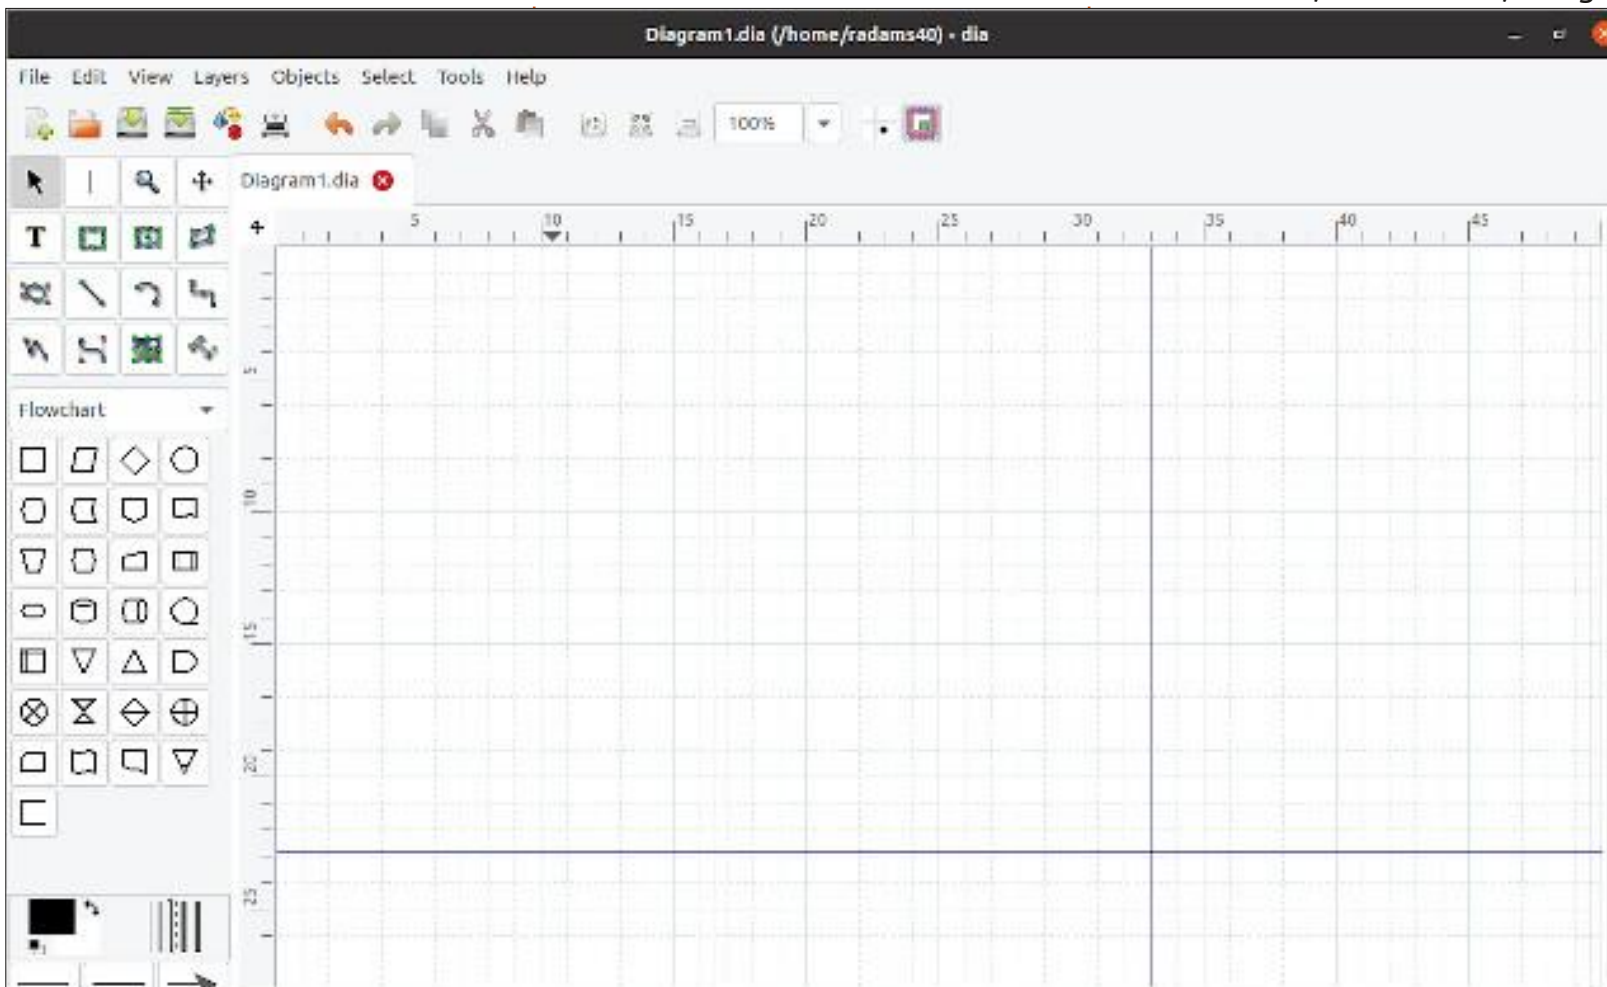 Diagram1.dia (/home/radams40) - dia
File Edit View Layers Objects Select Tools Help
100%
Diagram1.dia
5 10 15 20 25 30 35 40 45
T
5
Flowchart
10
15
20
25